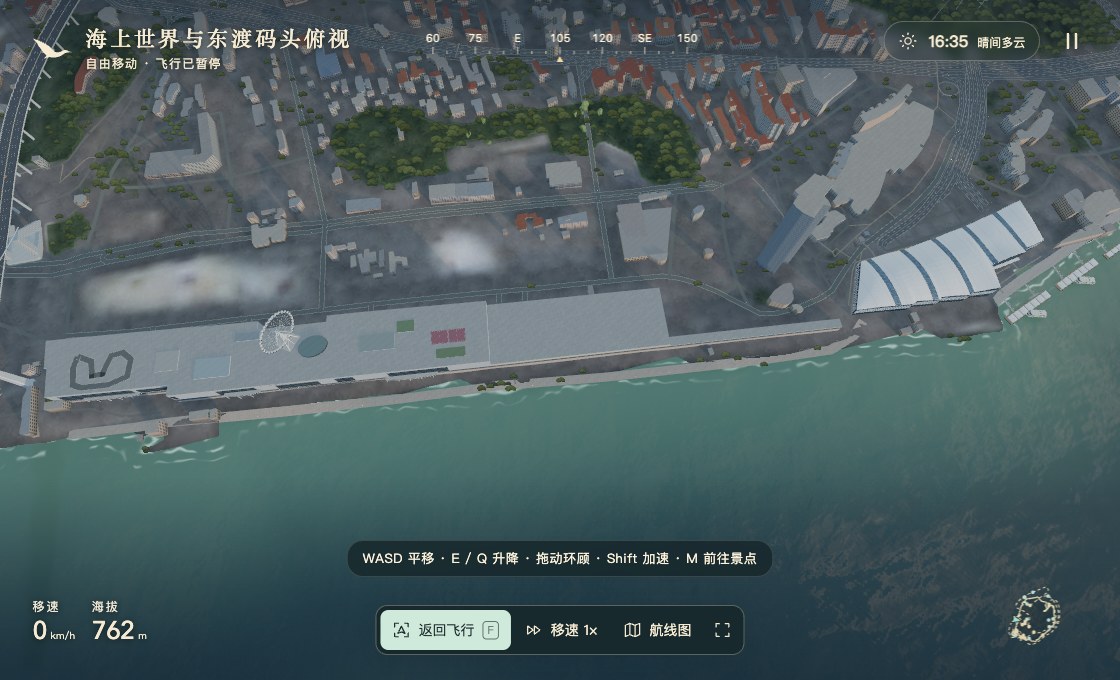 海上世界与东渡码头俯视
自由移动 · 飞行已暂停
60 75 E 105 120 SE 150
16:35 晴间多云
WASD 平移 · E / Q 升降 · 拖动环顾 · Shift 加速 · M 前往景点
移速 海拔
0 km/h 762 m
A 返回飞行 F 移速 1x 航线图